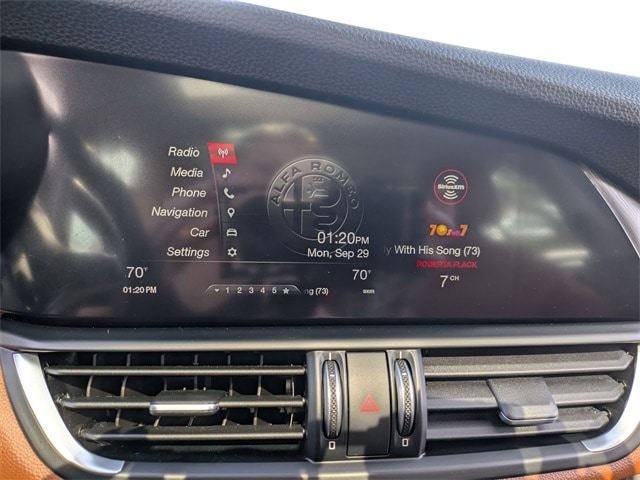 Radio
Media
Phone
Navigation
Car
Settings
ALFA ROMEO
01:20PM
Mon, Sep 29
70°
01:20 PM
70°
1 2 3 4 5
ng (73)
sxm
SiriusXM
70s on 7
y With His Song (73)
ROBERTA FLACK
7 CH